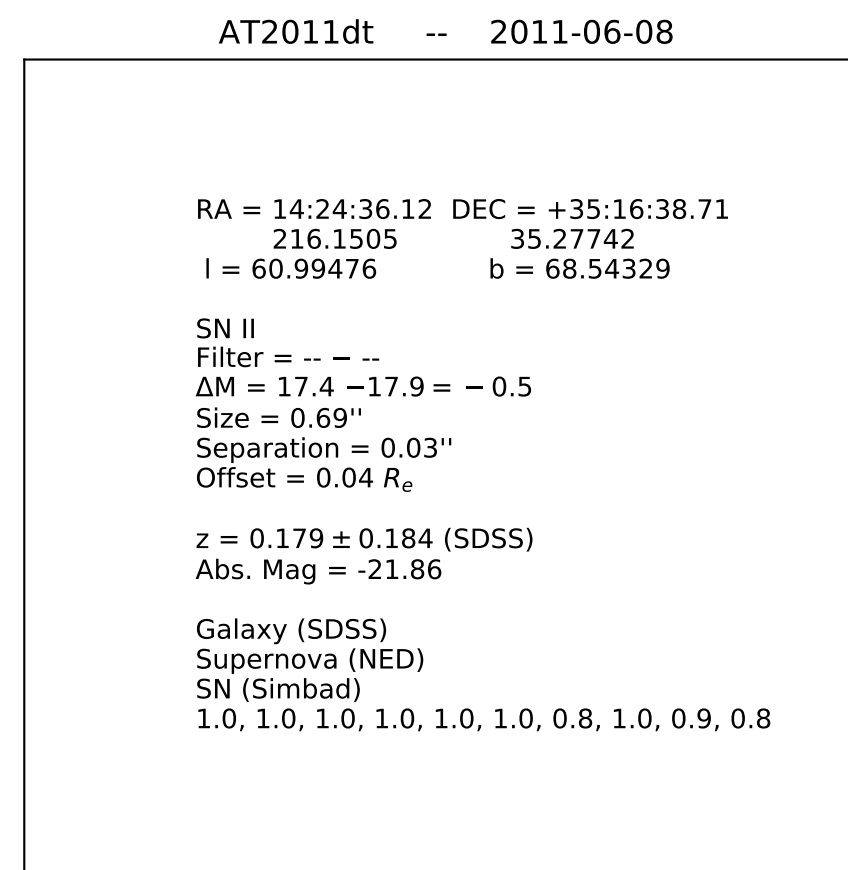 AT2011dt -- 2011-06-08
RA = 14:24:36.12 DEC = +35:16:38.71
216.1505 35.27742
l = 60.99476 b = 68.54329
SN II
Filter = -- − --
ΔM = 17.4 −17.9 = − 0.5
Size = 0.69''
Separation = 0.03''
Offset = 0.04 Rₑ
z = 0.179 ± 0.184 (SDSS)
Abs. Mag = -21.86
Galaxy (SDSS)
Supernova (NED)
SN (Simbad)
1.0, 1.0, 1.0, 1.0, 1.0, 1.0, 0.8, 1.0, 0.9, 0.8